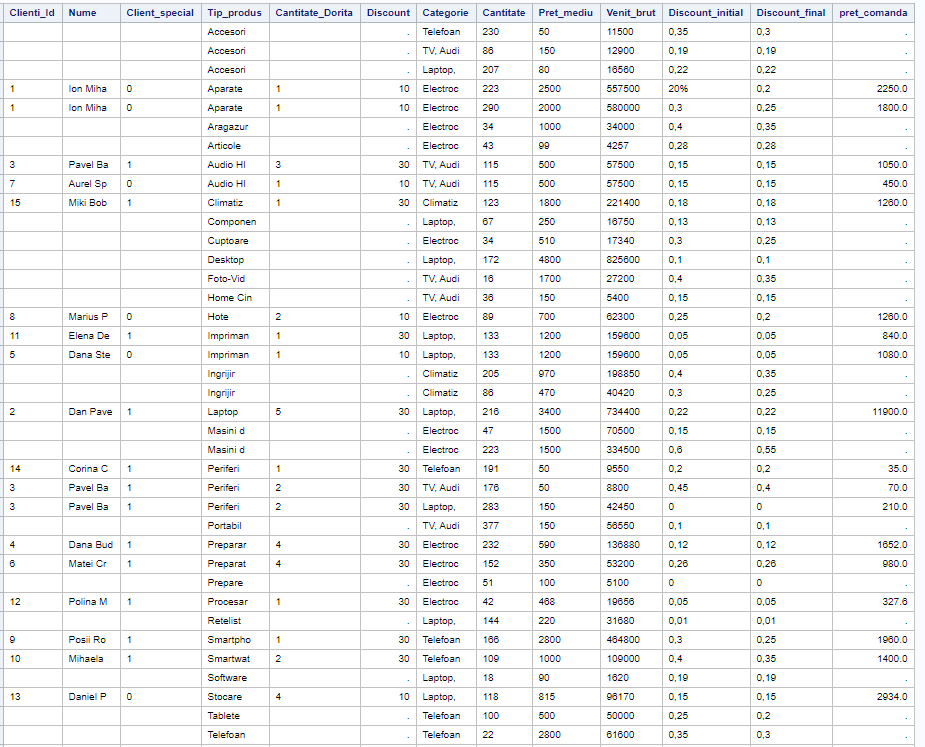 Clienti_Id Nume Client_special Tip_produs Cantitate_Dorita Discount Categorie Cantitate Pret_mediu Venit_brut Discount_initial Discount_final pret_comanda
Accesori . Telefoan 230 50 11500 0,35 0,3 .
Accesori . TV, Audi 86 150 12900 0,19 0,19 .
Accesori . Laptop, 207 80 16560 0,22 0,22 .
1 Ion Miha 0 Aparate 1 10 Electroc 223 2500 557500 20% 0,2 2250.0
1 Ion Miha 0 Aparate 1 10 Electroc 290 2000 580000 0,3 0,25 1800.0
Aragazur . Electroc 34 1000 34000 0,4 0,35 .
Articole . Electroc 43 99 4257 0,28 0,28 .
3 Pavel Ba 1 Audio HI 3 30 TV, Audi 115 500 57500 0,15 0,15 1050.0
7 Aurel Sp 0 Audio HI 1 10 TV, Audi 115 500 57500 0,15 0,15 450.0
15 Miki Bob 1 Climatiz 1 30 Climatiz 123 1800 221400 0,18 0,18 1260.0
Componen . Laptop, 67 250 16750 0,13 0,13 .
Cuptoare . Electroc 34 510 17340 0,3 0,25 .
Desktop . Laptop, 172 4800 825600 0,1 0,1 .
Foto-Vid . TV, Audi 16 1700 27200 0,4 0,35 .
Home Cin . TV, Audi 36 150 5400 0,15 0,15 .
8 Marius P 0 Hote 2 10 Electroc 89 700 62300 0,25 0,2 1260.0
11 Elena De 1 Impriman 1 30 Laptop, 133 1200 159600 0,05 0,05 840.0
5 Dana Ste 0 Impriman 1 10 Laptop, 133 1200 159600 0,05 0,05 1080.0
Ingrijir . Climatiz 205 970 198850 0,4 0,35 .
Ingrijir . Climatiz 86 470 40420 0,3 0,25 .
2 Dan Pave 1 Laptop 5 30 Laptop, 216 3400 734400 0,22 0,22 11900.0
Masini d . Electroc 47 1500 70500 0,15 0,15 .
Masini d . Electroc 223 1500 334500 0,6 0,55 .
14 Corina C 1 Periferi 1 30 Telefoan 191 50 9550 0,2 0,2 35.0
3 Pavel Ba 1 Periferi 2 30 TV, Audi 176 50 8800 0,45 0,4 70.0
3 Pavel Ba 1 Periferi 2 30 Laptop, 283 150 42450 0 0 210.0
Portabil . TV, Audi 377 150 56550 0,1 0,1 .
4 Dana Bud 1 Preparar 4 30 Electroc 232 590 136880 0,12 0,12 1652.0
6 Matei Cr 1 Preparat 4 30 Electroc 152 350 53200 0,26 0,26 980.0
Prepare . Electroc 51 100 5100 0 0 .
12 Polina M 1 Procesar 1 30 Electroc 42 468 19656 0,05 0,05 327.6
Retelist . Laptop, 144 220 31680 0,01 0,01 .
9 Posii Ro 1 Smartpho 1 30 Telefoan 166 2800 464800 0,3 0,25 1960.0
10 Mihaela 1 Smartwat 2 30 Telefoan 109 1000 109000 0,4 0,35 1400.0
Software . Laptop, 18 90 1620 0,19 0,19 .
13 Daniel P 0 Stocare 4 10 Laptop, 118 815 96170 0,15 0,15 2934.0
Tablete . Telefoan 100 500 50000 0,25 0,2 .
Telefoan . Telefoan 22 2800 61600 0,35 0,3 .